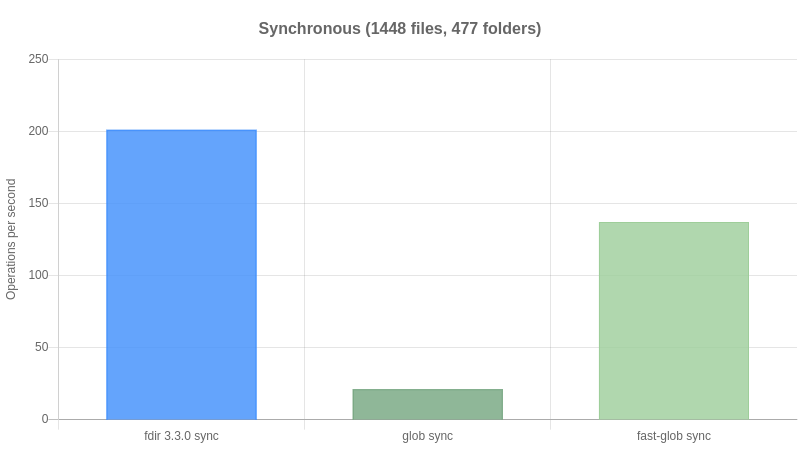 Synchronous (1448 files, 477 folders)
250
200
150
100
50
0
Operations per second
fdir 3.3.0 sync
glob sync
fast-glob sync